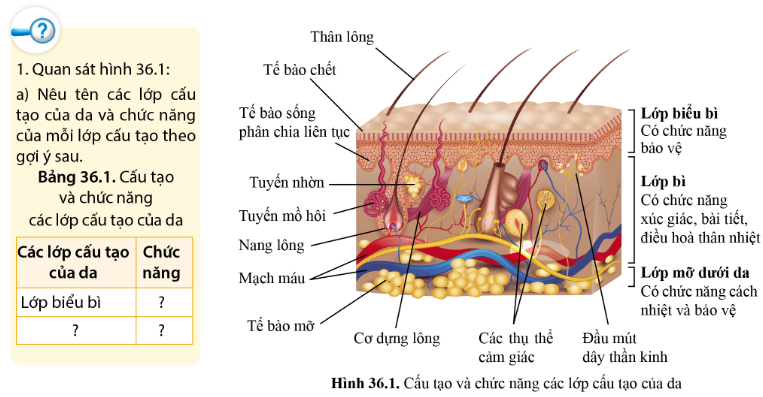 ?
1. Quan sát hình 36.1:
a) Nêu tên các lớp cấu
tạo của da và chức năng
của mỗi lớp cấu tạo theo
gợi ý sau.
Bảng 36.1. Cấu tạo
và chức năng
các lớp cấu tạo của da
Các lớp cấu tạo Chức
của da năng
Lớp biểu bì ?
? ?
Thân lông
Tế bào chết
Tế bào sống
phân chia liên tục
Tuyến nhờn
Tuyến mồ hôi
Nang lông
Mạch máu
Tế bào mỡ
Cơ dựng lông
Các thụ thể
cảm giác
Đầu mút
dây thần kinh
Lớp biểu bì
Có chức năng
bảo vệ
Lớp bì
Có chức năng
xúc giác, bài tiết,
điều hoà thân nhiệt
Lớp mỡ dưới da
Có chức năng cách
nhiệt và bảo vệ
Hình 36.1. Cấu tạo và chức năng các lớp cấu tạo của da